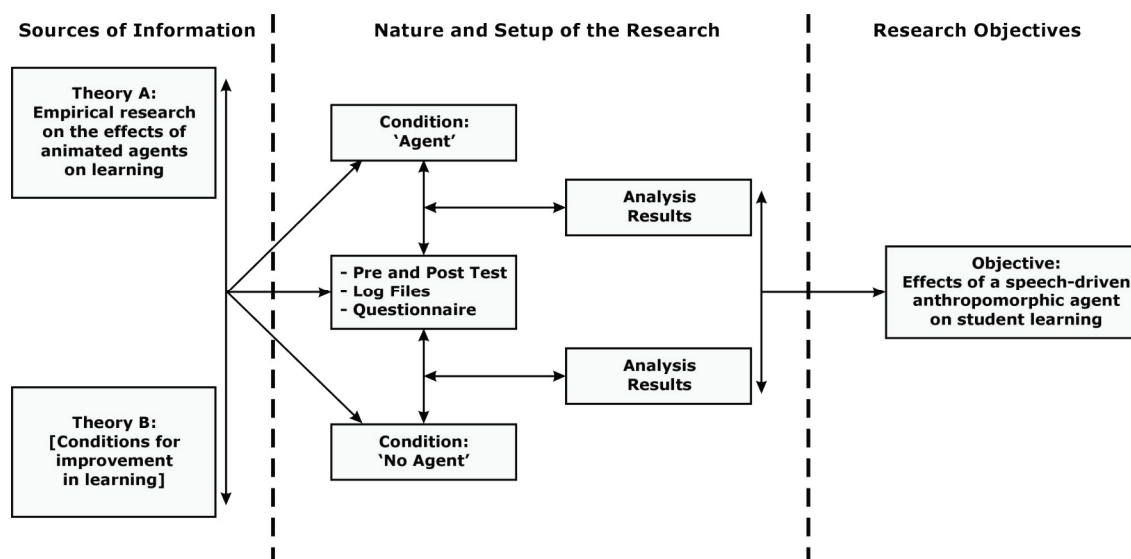 Sources of Information
Nature and Setup of the Research
Research Objectives
Theory A:
Empirical research
on the effects of
animated agents
on learning
Theory B:
[Conditions for
improvement
in learning]
Condition:
‘Agent’
- Pre and Post Test
- Log Files
- Questionnaire
Condition:
‘No Agent’
Analysis
Results
Analysis
Results
Objective:
Effects of a speech-driven
anthropomorphic agent
on student learning